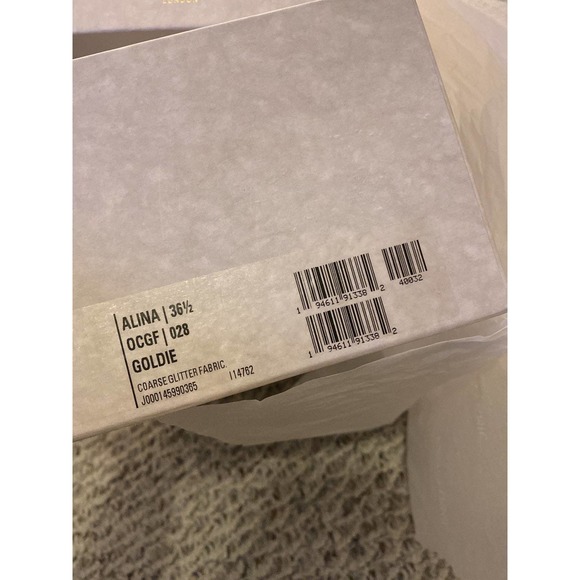 ALINA | 36½
OCGF | 028
GOLDIE
COARSE GLITTER FABRIC
J000145990365 114762
1 94611 91338 2 40032
1 94611 91338 2